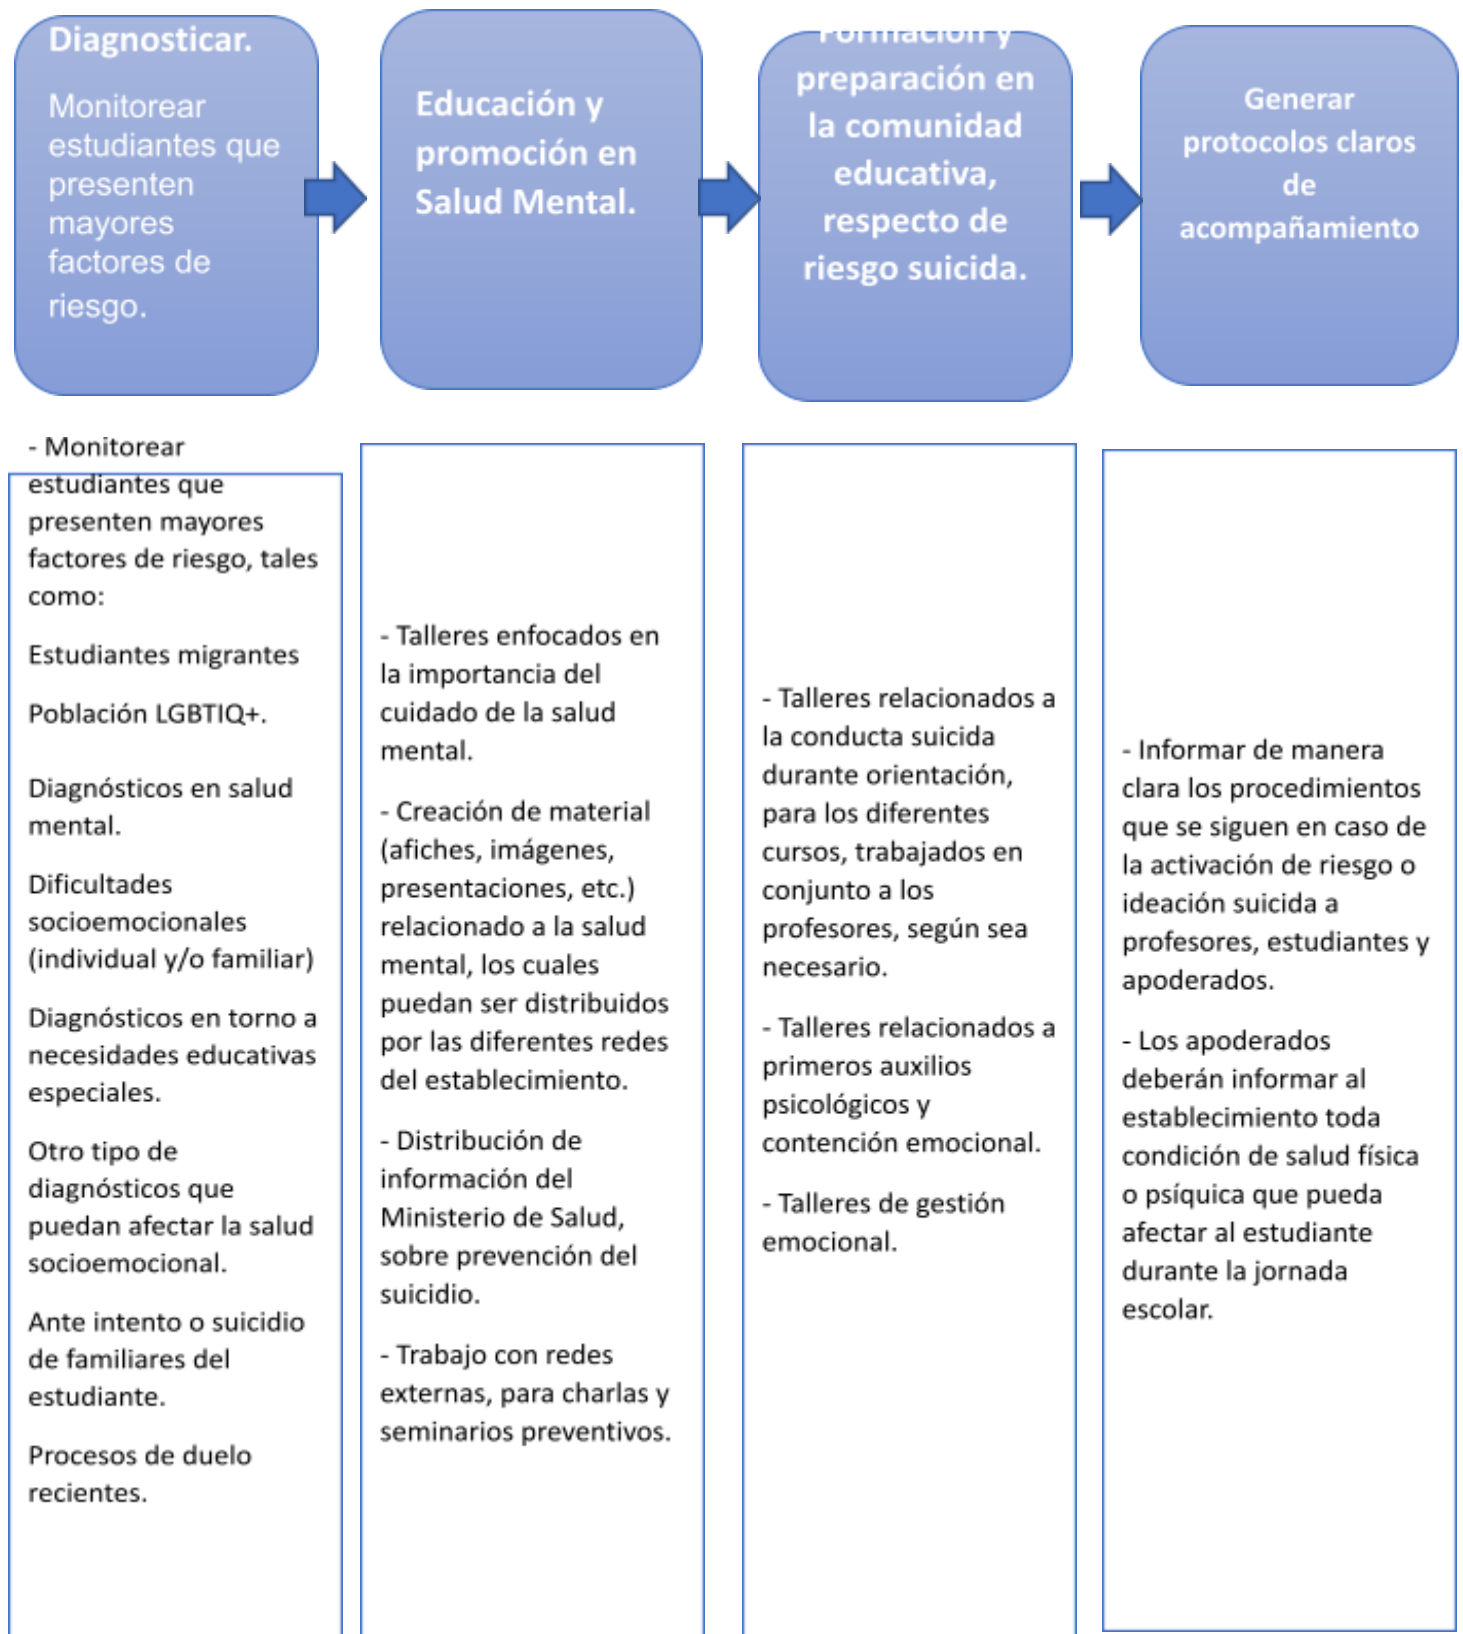 Diagnosticar.
Monitorear
estudiantes que
presenten
mayores
factores de
riesgo.
Educación y
promoción en
Salud Mental.
Formación y
preparación en
la comunidad
educativa,
respecto de
riesgo suicida.
Generar
protocolos claros
de
acompañamiento
- Monitorear
estudiantes que
presenten mayores
factores de riesgo, tales
como:
Estudiantes migrantes
Población LGBTIQ+.
Diagnósticos en salud
mental.
Dificultades
socioemocionales
(individual y/o familiar)
Diagnósticos en torno a
necesidades educativas
especiales.
Otro tipo de
diagnósticos que
puedan afectar la salud
socioemocional.
Ante intento o suicidio
de familiares del
estudiante.
Procesos de duelo
recientes.
- Talleres enfocados en
la importancia del
cuidado de la salud
mental.
- Creación de material
(afiches, imágenes,
presentaciones, etc.)
relacionado a la salud
mental, los cuales
puedan ser distribuidos
por las diferentes redes
del establecimiento.
- Distribución de
información del
Ministerio de Salud,
sobre prevención del
suicidio.
- Trabajo con redes
externas, para charlas y
seminarios preventivos.
- Talleres relacionados a
la conducta suicida
durante orientación,
para los diferentes
cursos, trabajados en
conjunto a los
profesores, según sea
necesario.
- Talleres relacionados a
primeros auxilios
psicológicos y
contención emocional.
- Talleres de gestión
emocional.
- Informar de manera
clara los procedimientos
que se siguen en caso de
la activación de riesgo o
ideación suicida a
profesores, estudiantes y
apoderados.
- Los apoderados
deberán informar al
establecimiento toda
condición de salud física
o psíquica que pueda
afectar al estudiante
durante la jornada
escolar.